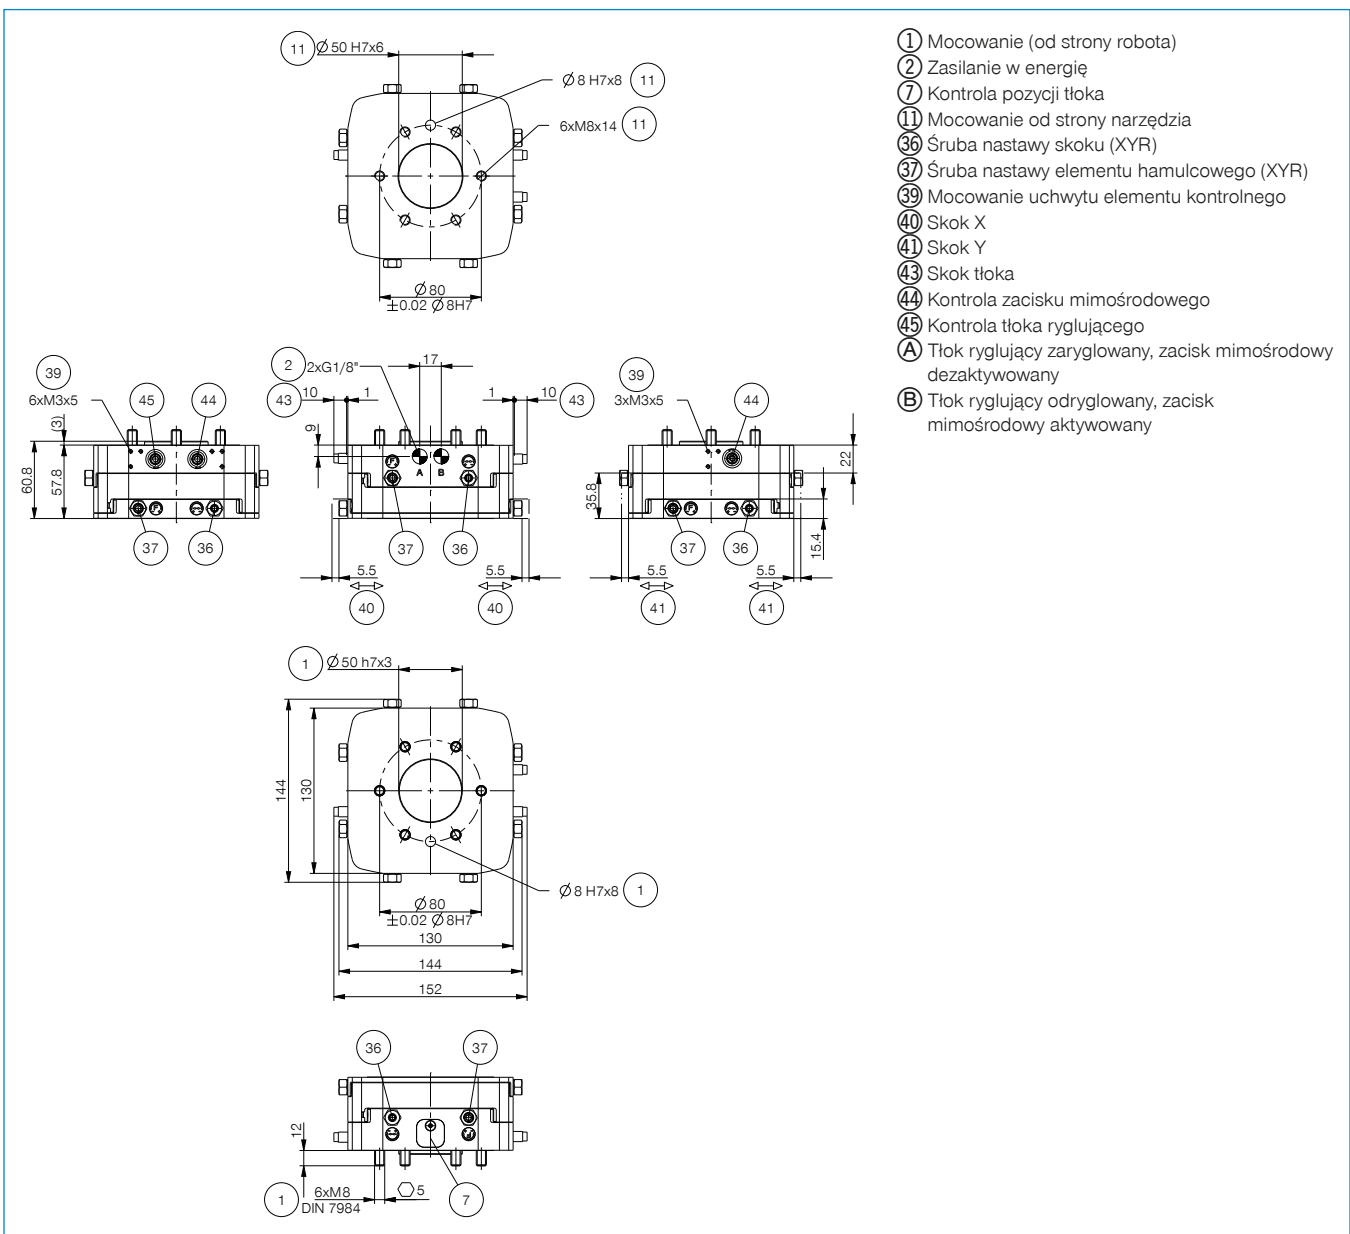 11 Ø 50 H7x6
Ø 8 H7x8 11
6xM8x14 11
Ø 80
±0.02 Ø 8H7
1 Mocowanie (od strony robota)
2 Zasilanie w energię
7 Kontrola pozycji tłoka
11 Mocowanie od strony narzędzia
36 Śruba nastawy skoku (XYR)
37 Śruba nastawy elementu hamulcowego (XYR)
39 Mocowanie uchwytu elementu kontrolnego
40 Skok X
41 Skok Y
43 Skok tłoka
44 Kontrola zacisku mimośrodowego
45 Kontrola tłoka ryglującego
A Tłok ryglujący zaryglowany, zacisk mimośrodowy
dezaktywowany
B Tłok ryglujący odryglowany, zacisk
mimośrodowy aktywowany
39
6xM3x5
45
44
(3)
60.8
57.8
37
36
2 2xG1/8"
17
43
10
1
1
10
43
9
A
B
37
36
5.5
5.5
40
40
39
3xM3x5
44
22
35.8
15.4
37
36
5.5
5.5
41
41
1 Ø 50 h7x3
144
130
Ø 8 H7x8 1
Ø 80
±0.02 Ø 8H7
130
144
152
36
37
12
1
6xM8
DIN 7984
5
7